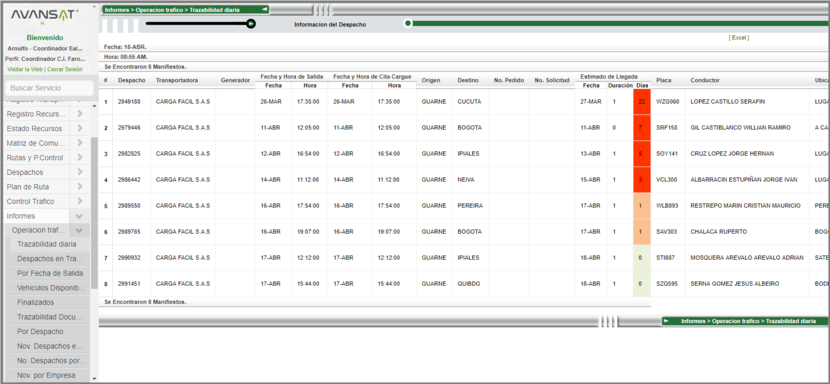 AVANSAT
Bienvenido
Arnulfo - Coordinador Eal...
Perfil: Coordinador C.I. Faro...
Visitar la Web | Cerrar Sesión
Buscar Servicio
Registro Recurs...
Estado Recursos
Matriz de Comu...
Rutas y P.Control
Despachos
Plan de Ruta
Control Trafico
Informes
Operacion traf...
Trazabilidad diaria
Despachos en Tra...
Por Fecha de Salida
Vehiculos Disponib...
Finalizados
Trazabilidad Docu...
Por Despacho
Nov. Despachos e...
No. Despachos por...
Nov. por Empresa
Informes > Operacion trafico > Trazabilidad diaria
Informacion del Despacho
[ Excel ]
Fecha: 18-ABR.
Hora: 08:55 AM.
Se Encontraron 8 Manifiestos.
# Despacho Transportadora Generador Fecha y Hora de Salida Fecha y Hora de Cita Cargue Origen Destino No. Pedido No. Solicitud Estimado de Llegada Placa Conductor Ubica
Fecha Hora Fecha Hora Fecha Duración Días
1 2949188 CARGA FACIL S A S 26-MAR 17:35:00 26-MAR 17:35:00 GUARNE CUCUTA 27-MAR 1 22 WZG060 LOPEZ CASTILLO SERAFIN LUGA
2 2979446 CARGA FACIL S A S 11-ABR 12:05:00 11-ABR 12:05:00 GUARNE BOGOTA 11-ABR 0 7 SRF158 GIL CASTIBLANCO WILLIAN RAMIRO A CA
3 2982825 CARGA FACIL S A S 12-ABR 16:54:00 12-ABR 16:54:00 GUARNE IPIALES 13-ABR 1 5 SOY141 CRUZ LOPEZ JORGE HERNAN LUGA
4 2986442 CARGA FACIL S A S 14-ABR 11:12:00 14-ABR 11:12:00 GUARNE NEIVA 15-ABR 1 3 VCL300 ALBARRACIN ESTUPIÑAN JORGE IVAN LUGA
5 2989550 CARGA FACIL S A S 16-ABR 17:54:00 16-ABR 17:54:00 GUARNE PEREIRA 17-ABR 1 1 WLB893 RESTREPO MARIN CRISTIAN MAURICIO PEREI
6 2989765 CARGA FACIL S A S 16-ABR 19:07:00 16-ABR 19:07:00 GUARNE BOGOTA 17-ABR 1 1 SAV303 CHALACA RUPERTO BOGO
7 2990932 CARGA FACIL S A S 17-ABR 12:12:00 17-ABR 12:12:00 GUARNE IPIALES 18-ABR 1 0 STI887 MOSQUERA AREVALO AREVALO ADRIAN SATE
8 2991451 CARGA FACIL S A S 17-ABR 15:44:00 17-ABR 15:44:00 GUARNE QUIBDO 18-ABR 1 0 SZQ595 SERNA GOMEZ JESUS ALBEIRO BODE
Se Encontraron 8 Manifiestos.
Informes > Operacion trafico > Trazabilidad diaria